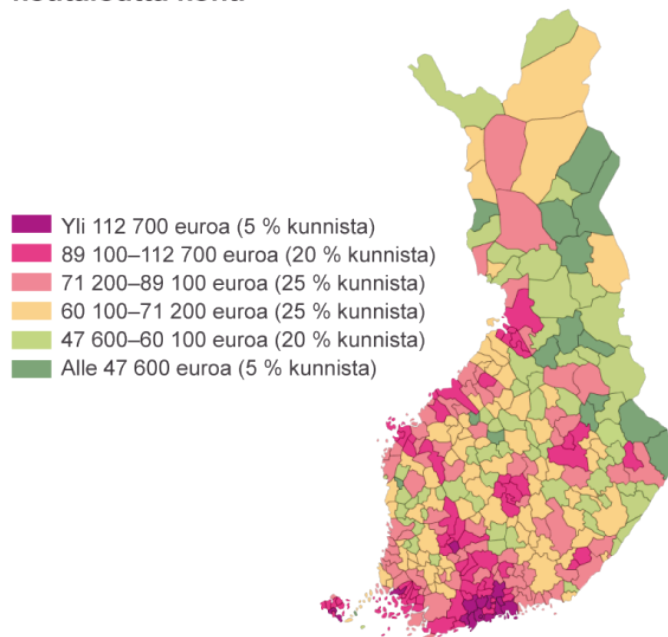 Yli 112 700 euroa (5 % kunnista)
89 100–112 700 euroa (20 % kunnista)
71 200–89 100 euroa (25 % kunnista)
60 100–71 200 euroa (25 % kunnista)
47 600–60 100 euroa (20 % kunnista)
Alle 47 600 euroa (5 % kunnista)